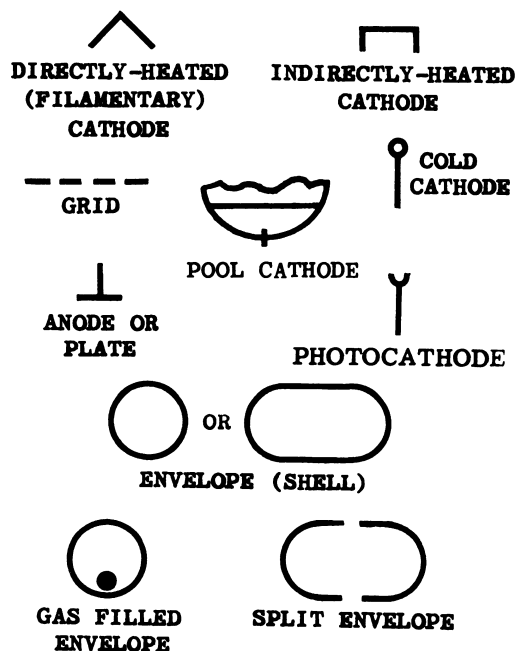 DIRECTLY-HEATED
(FILAMENTARY)
CATHODE
INDIRECTLY-HEATED
CATHODE
GRID
POOL CATHODE
COLD
CATHODE
ANODE OR
PLATE
PHOTOCATHODE
OR
ENVELOPE (SHELL)
GAS FILLED
ENVELOPE
SPLIT ENVELOPE